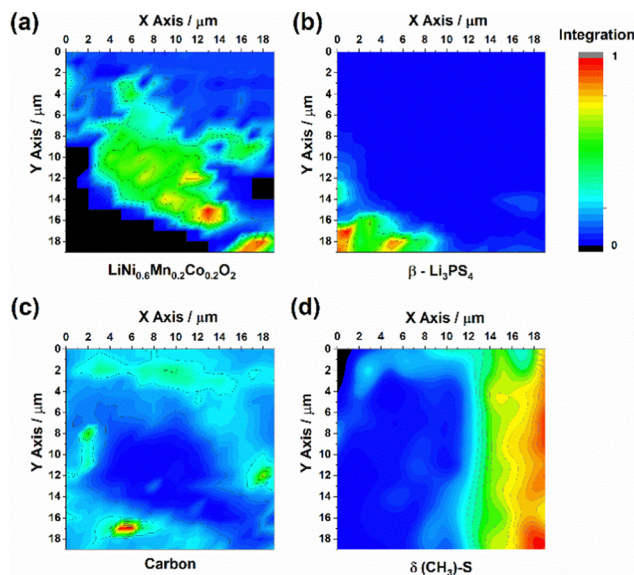 (a)
X Axis / μm
0 2 4 6 8 10 12 14 16 18
Y Axis / μm
0
2
4
6
8
10
12
14
16
18
LiNi₀.₆Mn₀.₂Co₀.₂O₂
(b)
X Axis / μm
0 2 4 6 8 10 12 14 16 18
Y Axis / μm
0
2
4
6
8
10
12
14
16
18
β - Li₃PS₄
Integration
1
0
(c)
X Axis / μm
0 2 4 6 8 10 12 14 16 18
Y Axis / μm
0
2
4
6
8
10
12
14
16
18
Carbon
(d)
X Axis / μm
0 2 4 6 8 10 12 14 16 18
Y Axis / μm
0
2
4
6
8
10
12
14
16
18
δ (CH₃)-S